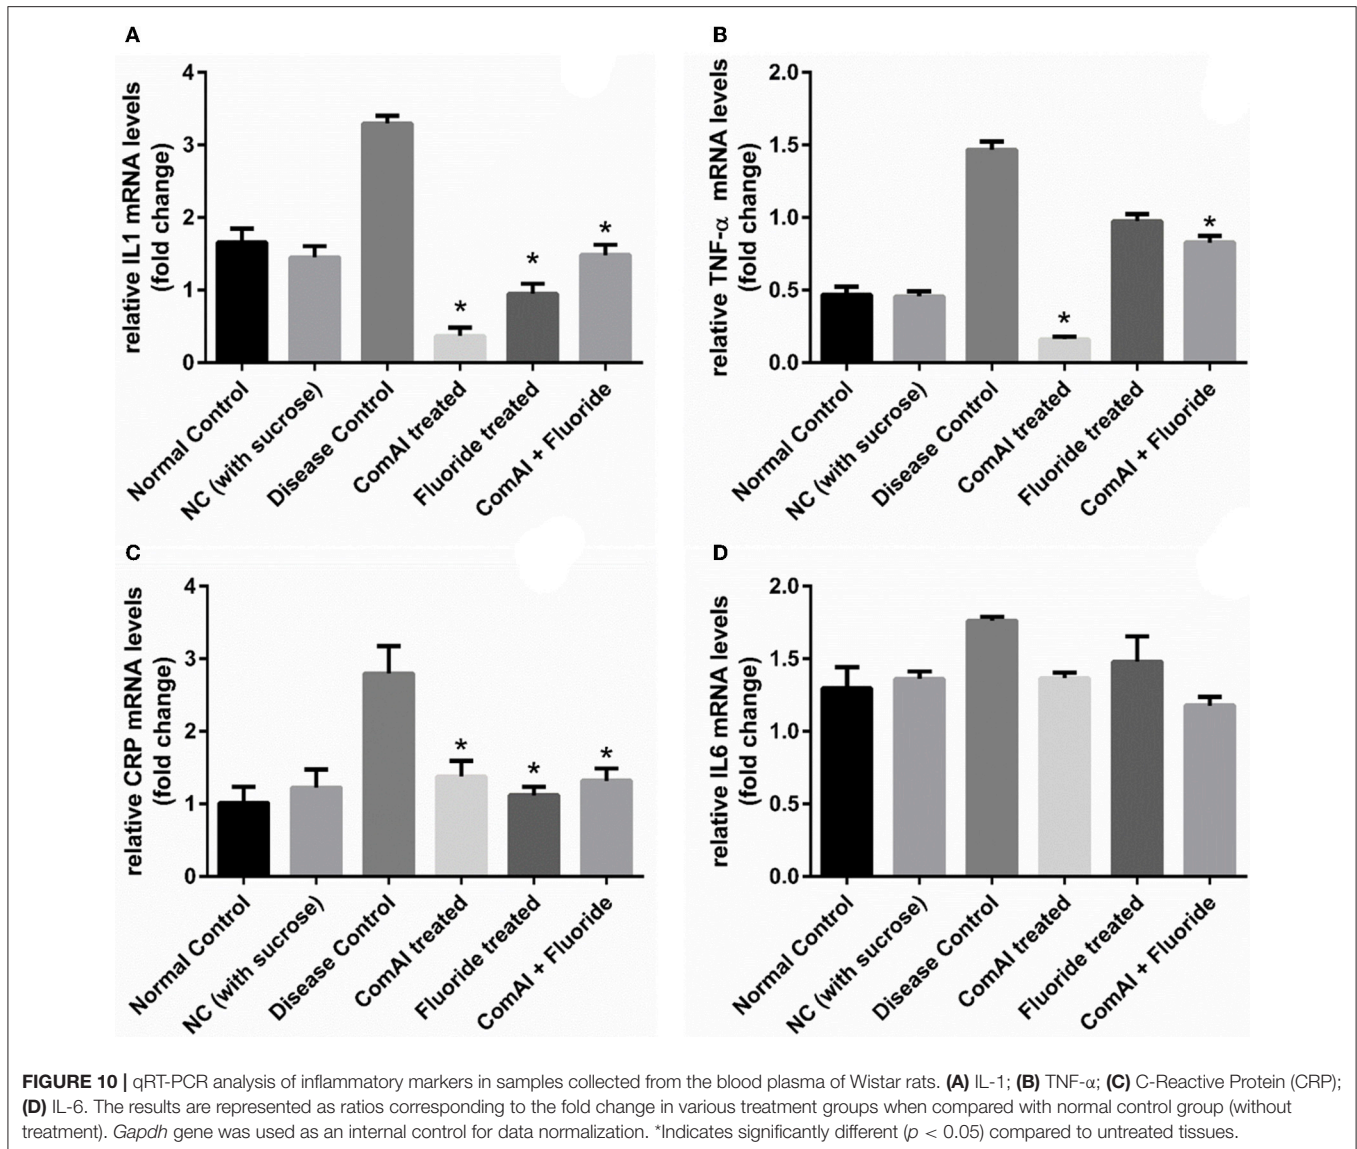 A
relative IL1 mRNA levels
(fold change)
4
3
2
1
0
*
*
*
Normal Control
NC (with sucrose)
Disease Control
ComAI treated
Fluoride treated
ComAI + Fluoride
B
relative TNF-α mRNA levels
(fold change)
2.0
1.5
1.0
0.5
0.0
*
*
Normal Control
NC (with sucrose)
Disease Control
ComAI treated
Fluoride treated
ComAI + Fluoride
C
relative CRP mRNA levels
(fold change)
4
3
2
1
0
*
*
*
Normal Control
NC (with sucrose)
Disease Control
ComAI treated
Fluoride treated
ComAI + Fluoride
D
relative IL6 mRNA levels
(fold change)
2.0
1.5
1.0
0.5
0.0
Normal Control
NC (with sucrose)
Disease Control
ComAI treated
Fluoride treated
ComAI + Fluoride
FIGURE 10 | qRT-PCR analysis of inflammatory markers in samples collected from the blood plasma of Wistar rats. (A) IL-1; (B) TNF-α; (C) C-Reactive Protein (CRP);
(D) IL-6. The results are represented as ratios corresponding to the fold change in various treatment groups when compared with normal control group (without
treatment). Gapdh gene was used as an internal control for data normalization. *Indicates significantly different (p < 0.05) compared to untreated tissues.